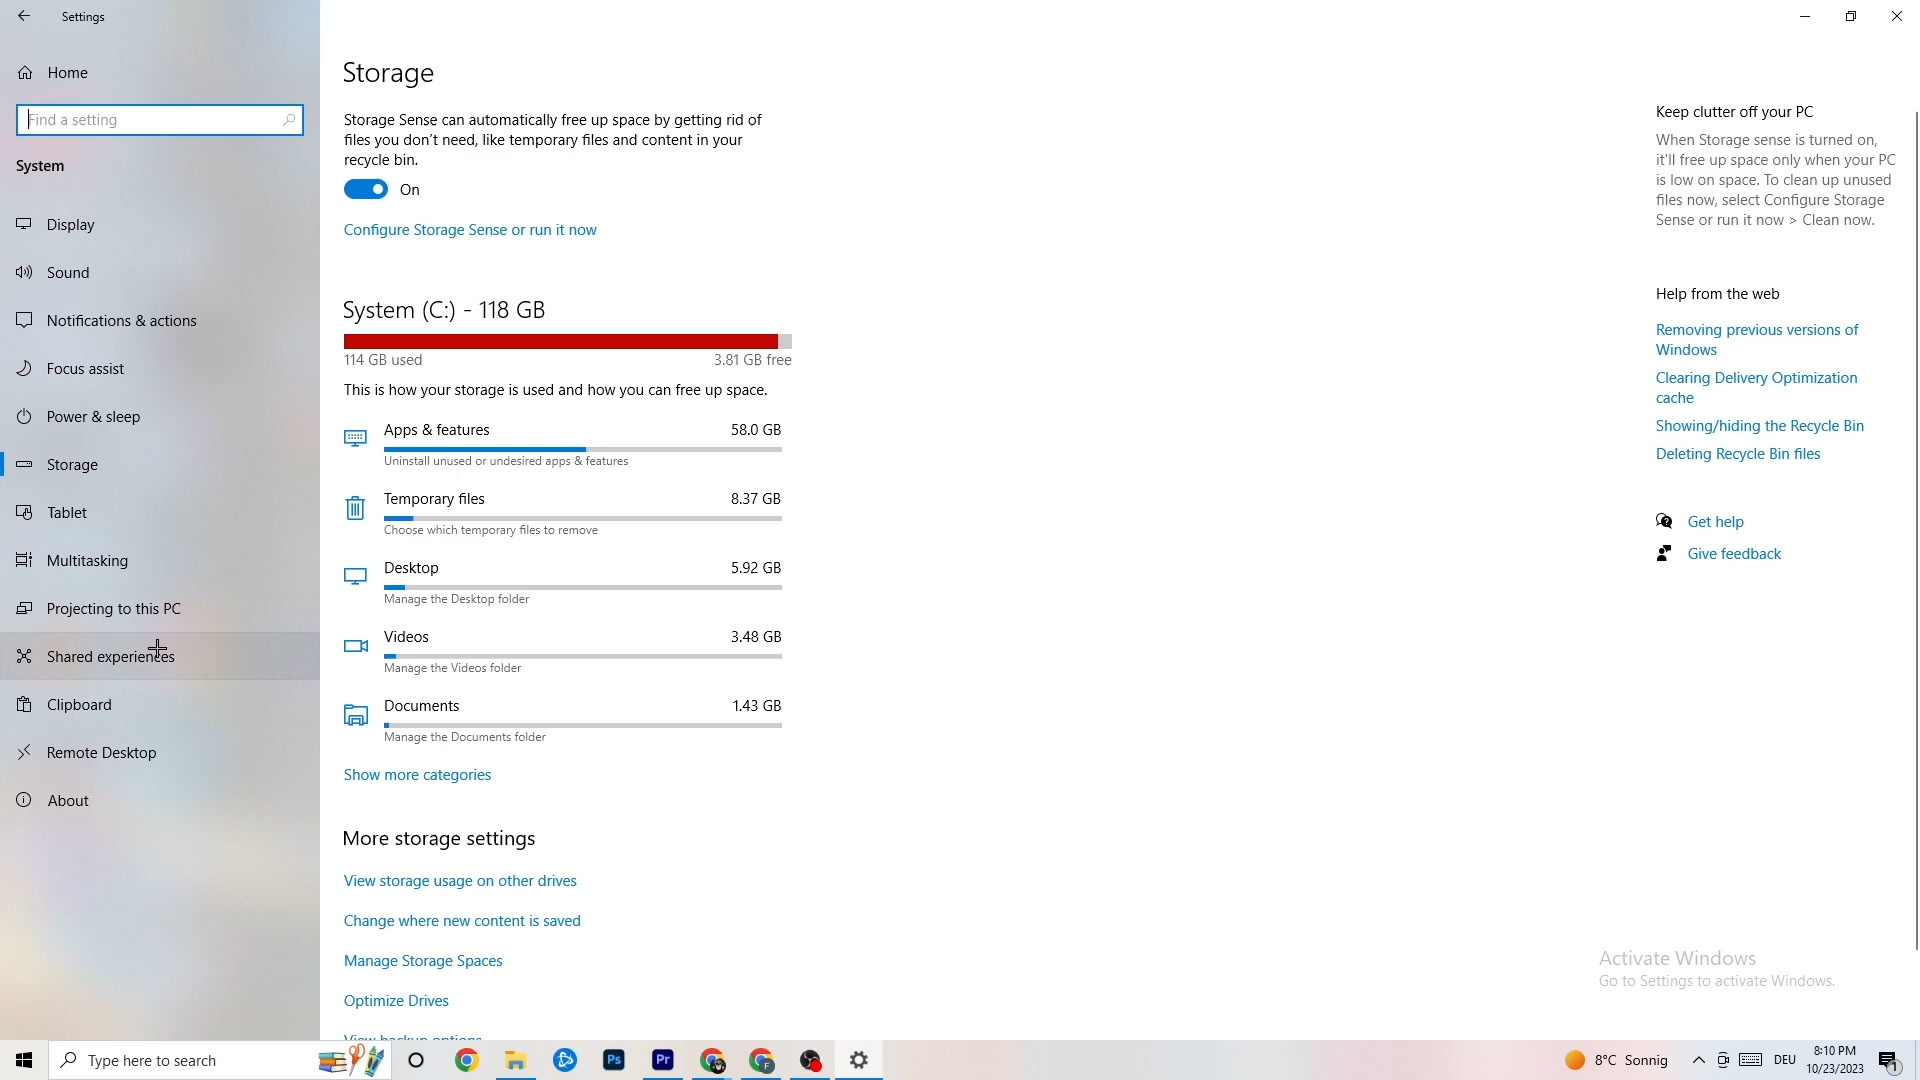 Settings
Home
Find a setting
System
Display
Sound
Notifications & actions
Focus assist
Power & sleep
Storage
Tablet
Multitasking
Projecting to this PC
Shared experiences
Clipboard
Remote Desktop
About
Storage
Storage Sense can automatically free up space by getting rid of
files you don’t need, like temporary files and content in your
recycle bin.
On
Configure Storage Sense or run it now
System (C:) - 118 GB
114 GB used
3.81 GB free
This is how your storage is used and how you can free up space.
Apps & features 58.0 GB
Uninstall unused or undesired apps & features
Temporary files 8.37 GB
Choose which temporary files to remove
Desktop 5.92 GB
Manage the Desktop folder
Videos 3.48 GB
Manage the Videos folder
Documents 1.43 GB
Manage the Documents folder
Show more categories
More storage settings
View storage usage on other drives
Change where new content is saved
Manage Storage Spaces
Optimize Drives
View backup options
Keep clutter off your PC
When Storage sense is turned on,
it'll free up space only when your PC
is low on space. To clean up unused
files now, select Configure Storage
Sense or run it now > Clean now.
Help from the web
Removing previous versions of
Windows
Clearing Delivery Optimization
cache
Showing/hiding the Recycle Bin
Deleting Recycle Bin files
Get help
Give feedback
Activate Windows
Go to Settings to activate Windows.
Type here to search
Ps
Pr
F
8°C Sonnig
DEU
8:10 PM
10/23/2023
1